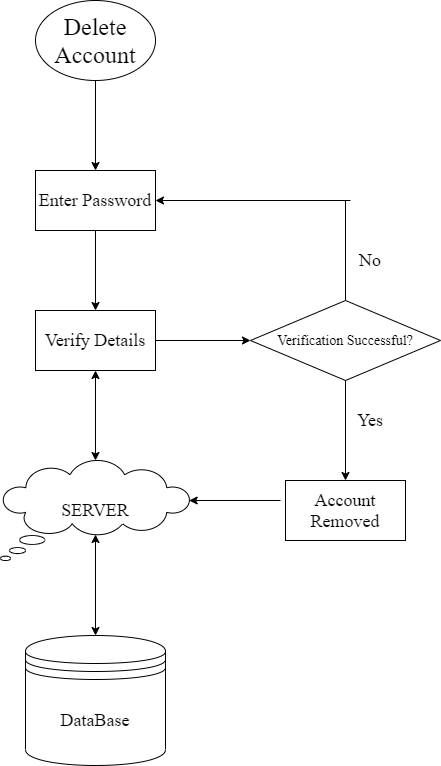 Delete
Account
Enter Password
No
Verify Details
Verification Successful?
Yes
Account
Removed
SERVER
DataBase